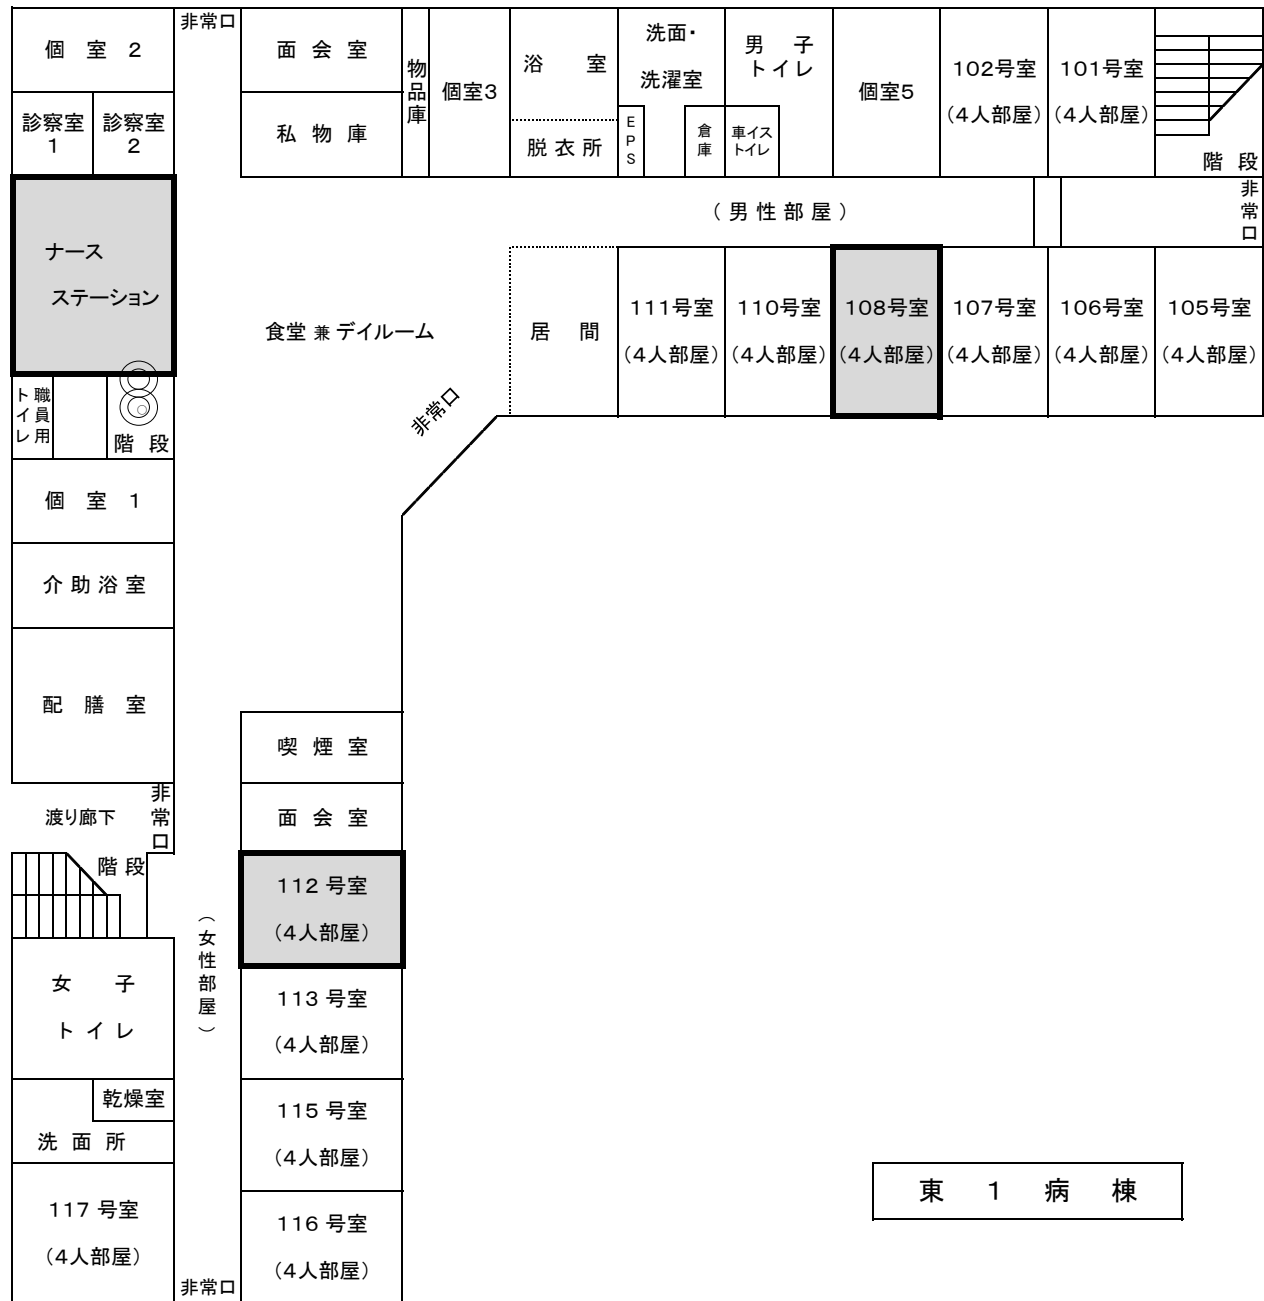 非常口
個 室 2
面 会 室
物品庫
個室3
浴 室
洗面・
洗濯室
男 子
トイレ
個室5
102号室
(4人部屋)
101号室
(4人部屋)
診察室
1
診察室
2
私 物 庫
脱 衣 所
EPS
倉庫
車イス
トイレ
階 段
ナース
ステーション
(男 性 部 屋)
非常口
食堂 兼 デイルーム
居 間
111号室
(4人部屋)
110号室
(4人部屋)
108号室
(4人部屋)
107号室
(4人部屋)
106号室
(4人部屋)
105号室
(4人部屋)
職員用
トイレ
階 段
非常口
個 室 1
介 助 浴 室
配 膳 室
喫 煙 室
渡り廊下
非常口
面 会 室
階 段
112 号室
(4人部屋)
(女性部屋)
女 子
ト イ レ
113 号室
(4人部屋)
乾燥室
洗 面 所
115 号室
(4人部屋)
117 号室
(4人部屋)
116 号室
(4人部屋)
非常口
東 1 病 棟